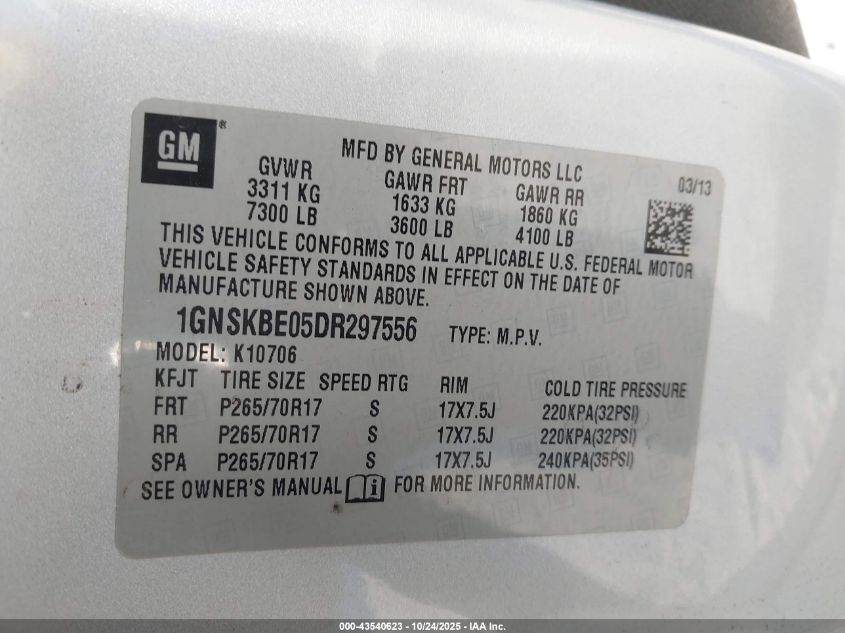 GM ®
MFD BY GENERAL MOTORS LLC
03/13
GVWR GAWR FRT GAWR RR
3311 KG 1633 KG 1860 KG
7300 LB 3600 LB 4100 LB
THIS VEHICLE CONFORMS TO ALL APPLICABLE U.S. FEDERAL MOTOR
VEHICLE SAFETY STANDARDS IN EFFECT ON THE DATE OF
MANUFACTURE SHOWN ABOVE.
1GNSKBE05DR297556 TYPE: M.P.V.
MODEL: K10706
KFJT TIRE SIZE SPEED RTG RIM COLD TIRE PRESSURE
FRT P265/70R17 S 17X7.5J 220KPA(32PSI)
RR P265/70R17 S 17X7.5J 220KPA(32PSI)
SPA P265/70R17 S 17X7.5J 240KPA(35PSI)
SEE OWNER'S MANUAL FOR MORE INFORMATION.
000-43540623 - 10/24/2025 - IAA Inc.